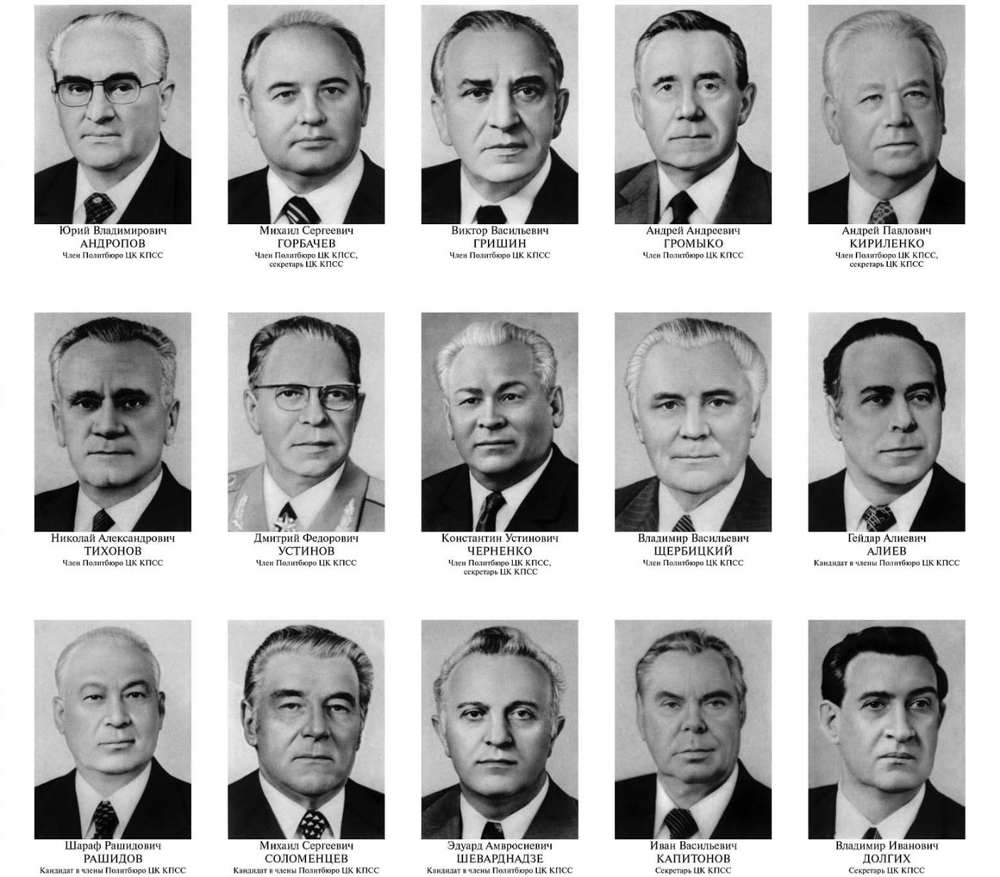 Юрий Владимирович
АНДРОПОВ
Член Политбюро ЦК КПСС
Михаил Сергеевич
ГОРБАЧЕВ
Член Политбюро ЦК КПСС,
секретарь ЦК КПСС
Виктор Васильевич
ГРИШИН
Член Политбюро ЦК КПСС
Андрей Андреевич
ГРОМЫКО
Член Политбюро ЦК КПСС
Андрей Павлович
КИРИЛЕНКО
Член Политбюро ЦК КПСС,
секретарь ЦК КПСС
Николай Александрович
ТИХОНОВ
Член Политбюро ЦК КПСС
Дмитрий Федорович
УСТИНОВ
Член Политбюро ЦК КПСС
Константин Устинович
ЧЕРНЕНКО
Член Политбюро ЦК КПСС,
секретарь ЦК КПСС
Владимир Васильевич
ЩЕРБИЦКИЙ
Член Политбюро ЦК КПСС
Гейдар Алиевич
АЛИЕВ
Кандидат в члены Политбюро ЦК КПСС
Шараф Рашидович
РАШИДОВ
Кандидат в члены Политбюро ЦК КПСС
Михаил Сергеевич
СОЛОМЕНЦЕВ
Кандидат в члены Политбюро ЦК КПСС
Эдуард Амвросиевич
ШЕВАРДНАДЗЕ
Кандидат в члены Политбюро ЦК КПСС
Иван Васильевич
КАПИТОНОВ
Секретарь ЦК КПСС
Владимир Иванович
ДОЛГИХ
Секретарь ЦК КПСС